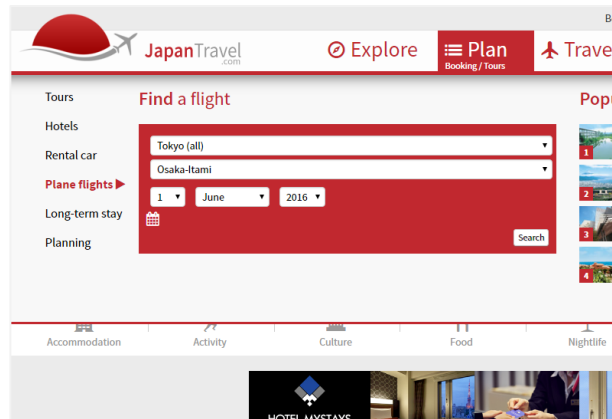 B
JapanTravel
.com
Explore
Plan
Booking / Tours
Trave
Tours
Hotels
Rental car
Plane flights
Long-term stay
Planning
Find a flight
Tokyo (all)
Osaka-Itami
1 June 2016
Search
Popu
1
2
3
4
Accommodation
Activity
Culture
Food
Nightlife
HOTEL MYSTAYS